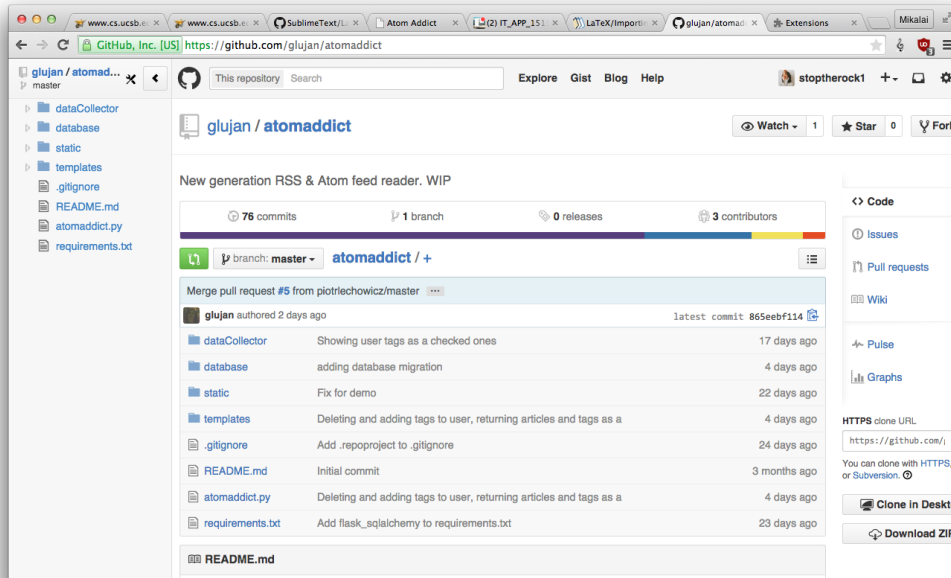 www.cs.ucsb.e
www.cs.ucsb.e
SublimeText/La
Atom Addict
(2) IT_APP_151
LaTeX/Importin
glujan/atomad
Extensions
Mikalai
GitHub, Inc. [US] https://github.com/glujan/atomaddict
glujan / atomad...
master
dataCollector
database
static
templates
.gitignore
README.md
atomaddict.py
requirements.txt
This repository Search
Explore Gist Blog Help
stoptherock1
glujan / atomaddict
Watch 1
Star 0
For
New generation RSS & Atom feed reader. WIP
76 commits
1 branch
0 releases
3 contributors
branch: master
atomaddict / +
Merge pull request #5 from piotrlechowicz/master ...
glujan authored 2 days ago
latest commit 865eebf114
dataCollector Showing user tags as a checked ones 17 days ago
database adding database migration 4 days ago
static Fix for demo 22 days ago
templates Deleting and adding tags to user, returning articles and tags as a 4 days ago
.gitignore Add .repoproject to .gitignore 24 days ago
README.md Initial commit 3 months ago
atomaddict.py Deleting and adding tags to user, returning articles and tags as a 4 days ago
requirements.txt Add flask_sqlalchemy to requirements.txt 23 days ago
README.md
Code
Issues
Pull requests
Wiki
Pulse
Graphs
HTTPS clone URL
https://github.com/
You can clone with HTTPS,
or Subversion.
Clone in Deskt
Download ZIP